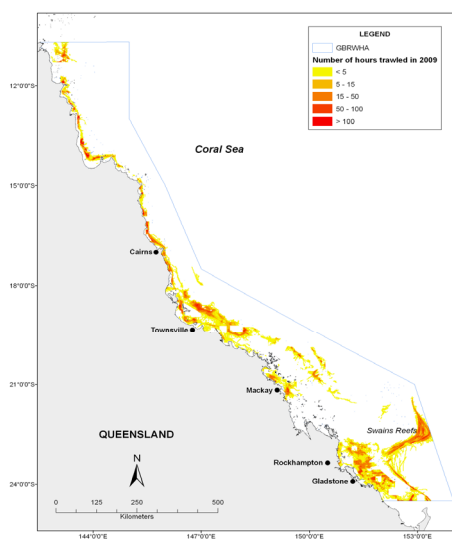 LEGEND
GBRWHA
Number of hours trawled in 2009
< 5
5 - 15
15 - 50
50 - 100
> 100
12°0'0"S
Coral Sea
15°0'0"S
Cairns
18°0'0"S
Townsville
21°0'0"S
Mackay
Swains Reefs
QUEENSLAND
N
Rockhampton
Gladstone
24°0'0"S
0 125 250 500
Kilometers
144°0'0"E 147°0'0"E 150°0'0"E 153°0'0"E